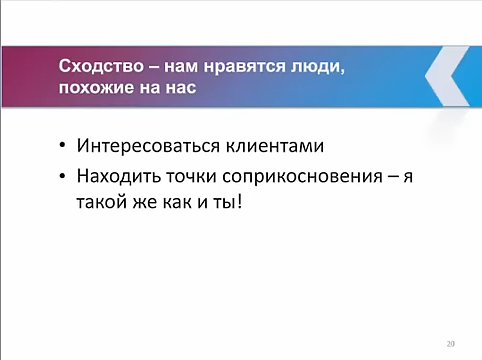 Сходство – нам нравятся люди,
похожие на нас
• Интересоваться клиентами
• Находить точки соприкосновения – я
такой же как и ты!
20